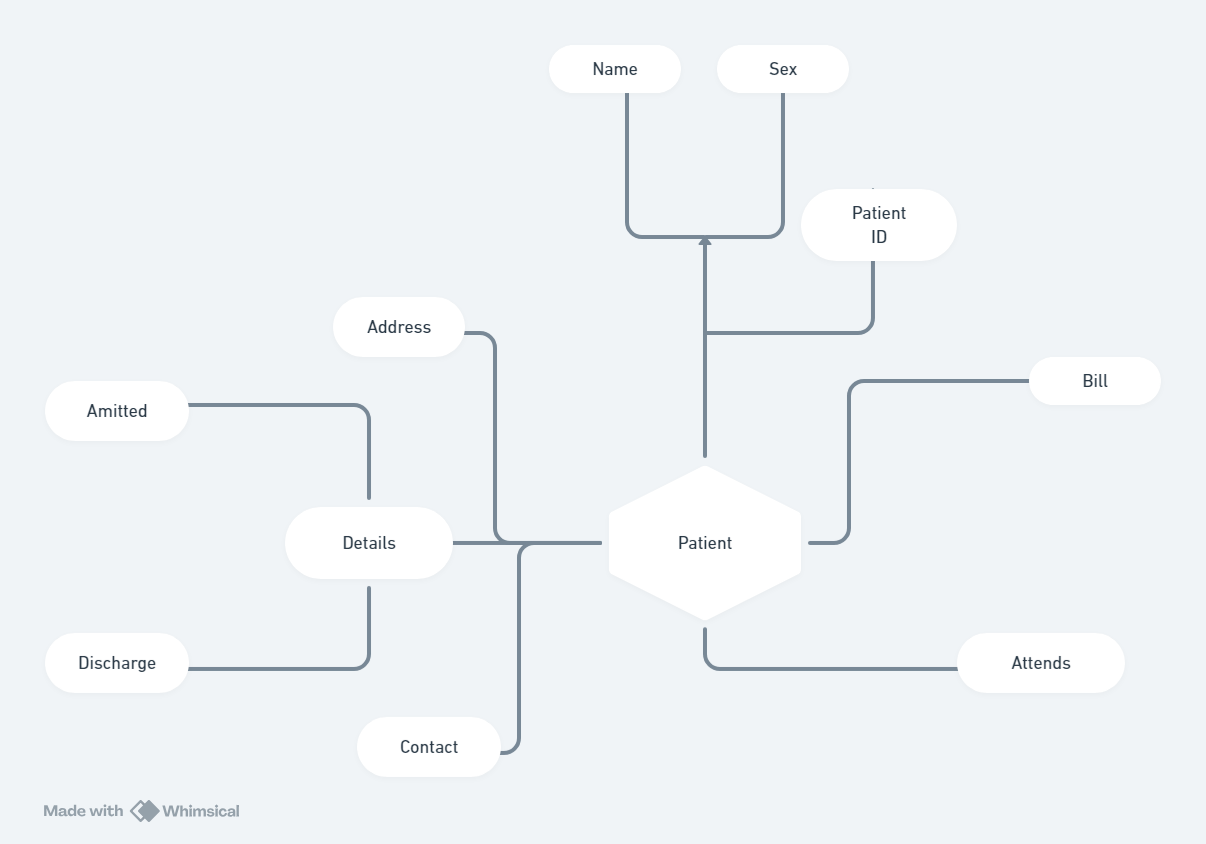 Name
Sex
Patient
ID
Address
Bill
Amitted
Details
Patient
Discharge
Attends
Contact
Made with Whimsical